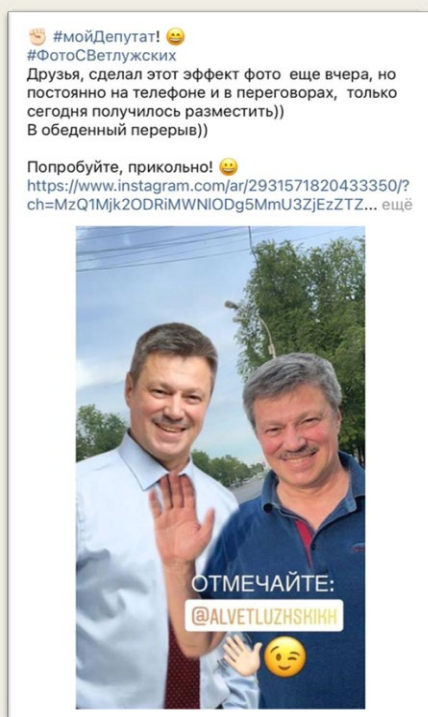 ✊🏻 #мойДепутат! 😄
#ФотоСВетлужских
Друзья, сделал этот эффект фото еще вчера, но
постоянно на телефоне и в переговорах, только
сегодня получилось разместить))
В обеденный перерыв))
Попробуйте, прикольно! 😄
https://www.instagram.com/ar/2931571820433350/?
ch=MzQ1Mjk2ODRiMWNlODg5MmU3ZjEzZTZ... ещё
ОТМЕЧАЙТЕ:
@ALVETLUZHSKIKH